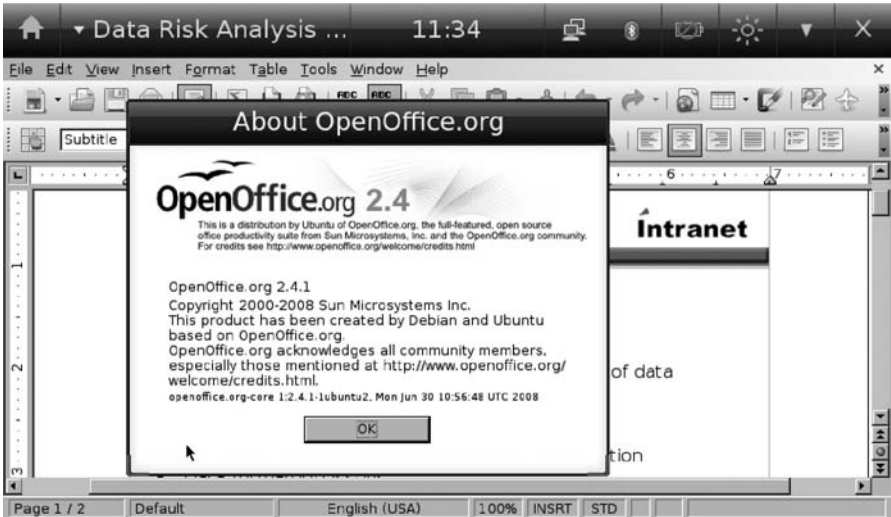 Data Risk Analysis ... 11:34
File Edit View Insert Format Table Tools Window Help
Subtitle
About OpenOffice.org
6 7
OpenOffice.org 2.4
This is a distribution by Ubuntu of OpenOffice.org, the full-featured, open source
office productivity suite from Sun Microsystems, Inc. and the OpenOffice.org community.
For credits see http://www.openoffice.org/welcome/credits.html
Íntranet
OpenOffice.org 2.4.1
Copyright 2000-2008 Sun Microsystems Inc.
This product has been created by Debian and Ubuntu
based on OpenOffice.org.
OpenOffice.org acknowledges all community members,
especially those mentioned at http://www.openoffice.org/
welcome/credits.html.
openoffice.org-core 1:2.4.1-1ubuntu2, Mon Jun 30 10:56:48 UTC 2008
of data
OK
Page 1 / 2 Default English (USA) 100% INSRT STD